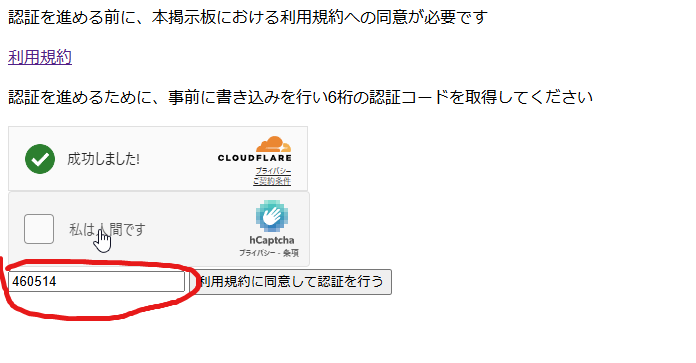 認証を進める前に、本掲示板における利用規約への同意が必要です
利用規約
認証を進めるために、事前に書き込みを行い6桁の認証コードを取得してください
成功しました!
CLOUDFLARE
プライバシー
ご契約条件
私は人間です
hCaptcha
プライバシー - 条項
460514
利用規約に同意して認証を行う